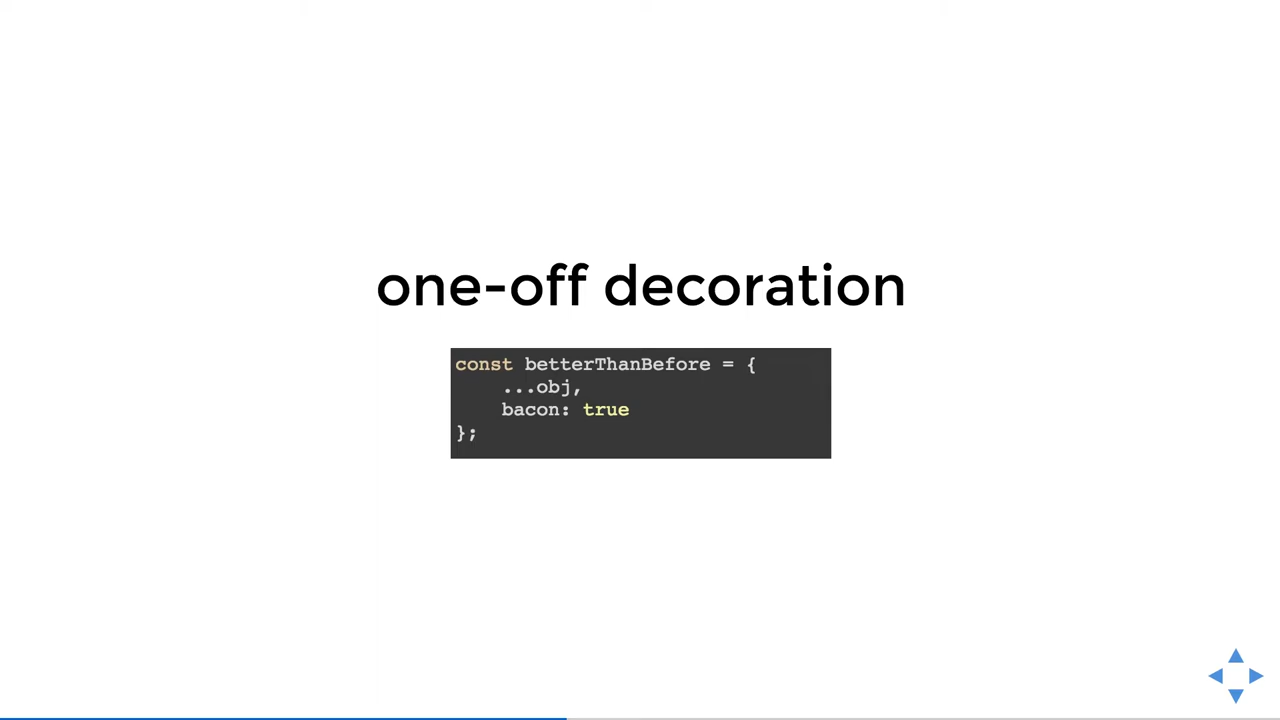 one-off decoration
const betterThanBefore = {
    ...obj,
    bacon: true
};